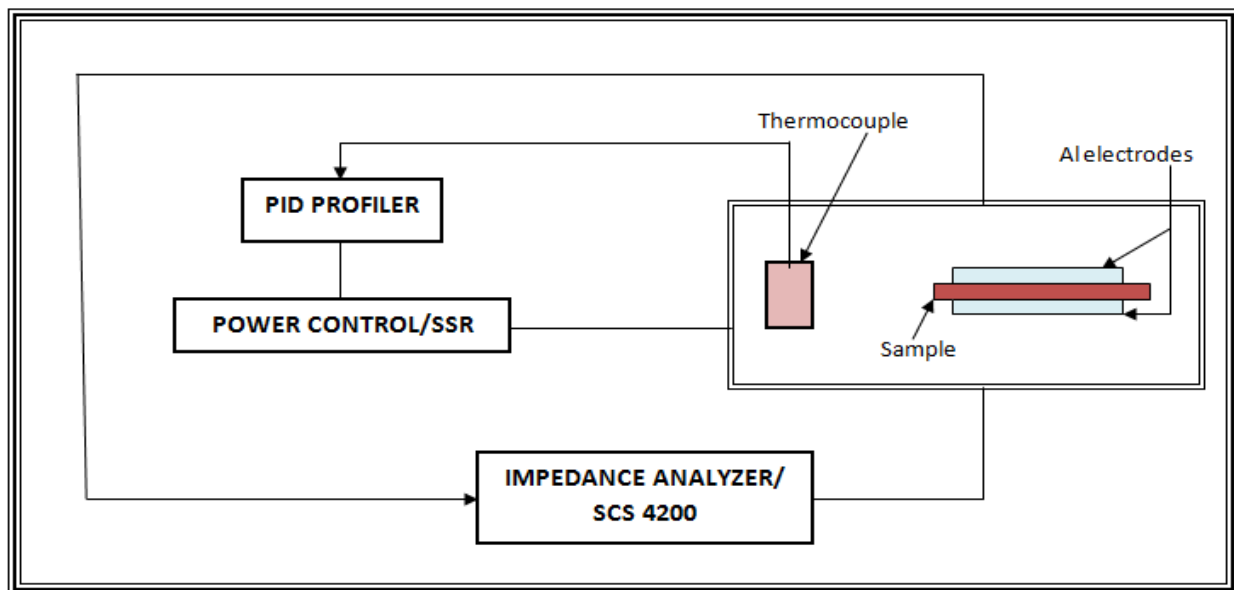 Thermocouple
Al electrodes
PID PROFILER
POWER CONTROL/SSR
Sample
IMPEDANCE ANALYZER/
SCS 4200